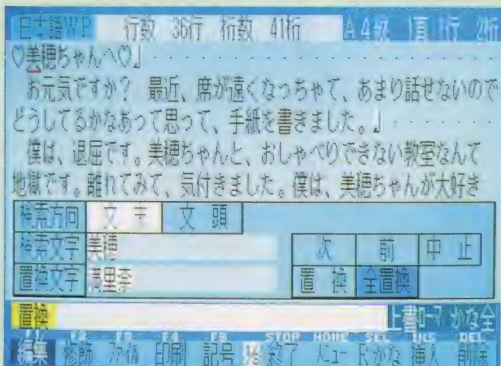 日士語WP 行数 36行 桁数 41桁 A4縦 1頁 1行 2桁
♡美穂ちゃんへ♡」
お元気ですか? 最近、席が遠くなっちゃて、あまり話せないので
どうしてるかなあって思って、手紙を書きました。」
僕は、退屈です。美穂ちゃんと、おしゃべりできない教室なんて
地獄です。離れてみて、気付きました。僕は、美穂ちゃんが大好き
検索方向 文末 文頭
検索文字 美穂 次 前 中止
置換文字 満里奈 置換 全置換
置換 上書 ローマ かな 全
STOP HOME SEL INS DEL
編集 修飾 ファイル 印刷 記号 終了 メニュー Rかな 挿入 削除